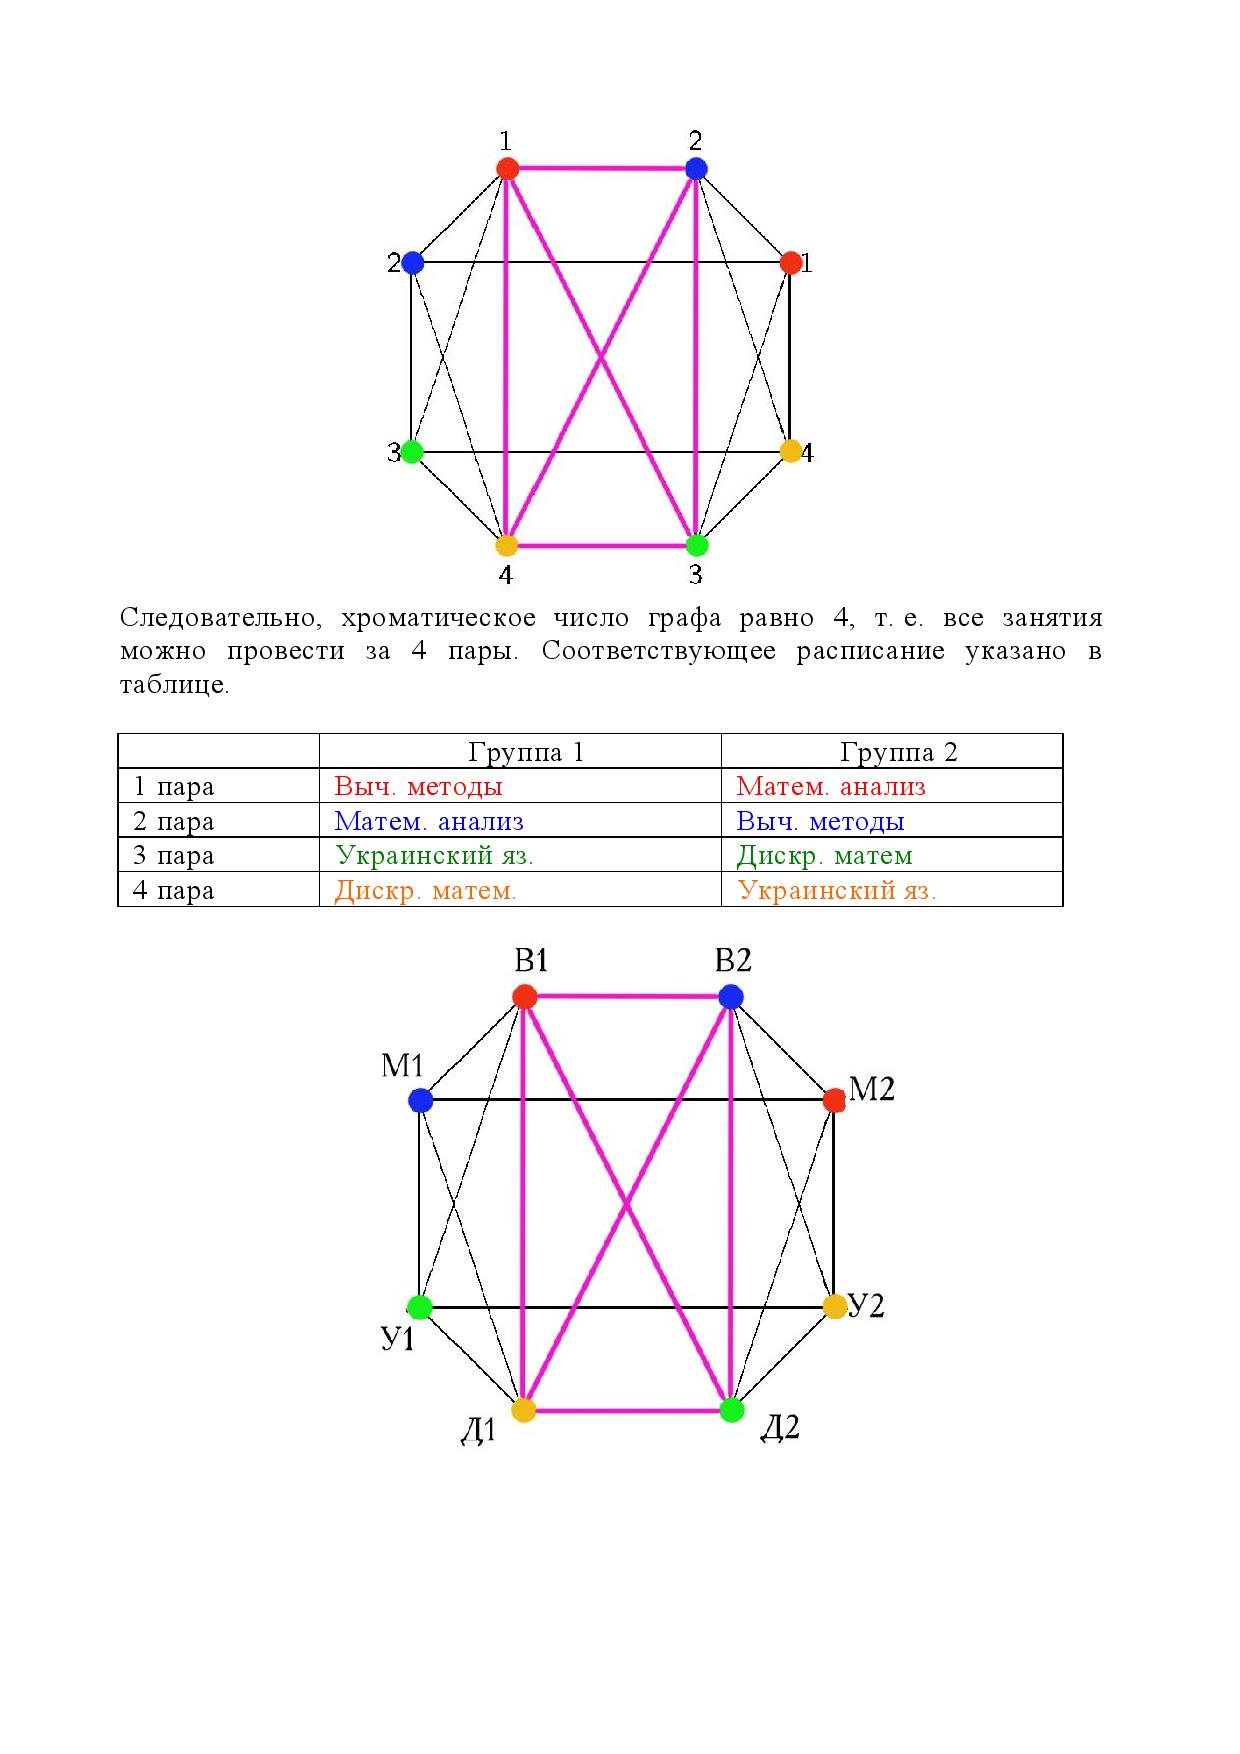 1 2
2 1
3 4
4 3
Следовательно, хроматическое число графа равно 4, т. е. все занятия
можно провести за 4 пары. Соответствующее расписание указано в
таблице.
Группа 1 Группа 2
1 пара Выч. методы Матем. анализ
2 пара Матем. анализ Выч. методы
3 пара Украинский яз. Дискр. матем
4 пара Дискр. матем. Украинский яз.
В1 В2
М1 М2
У1 У2
Д1 Д2